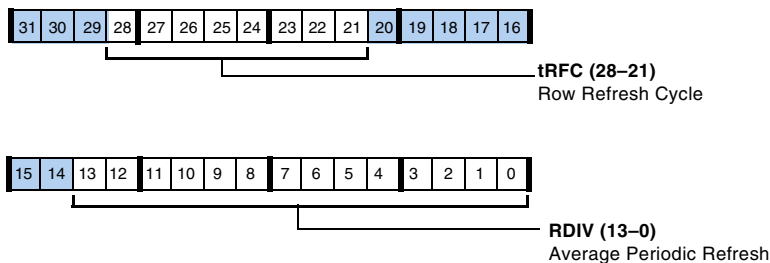 31 30 29 28 27 26 25 24 23 22 21 20 19 18 17 16
tRFC (28–21)
Row Refresh Cycle
15 14 13 12 11 10 9 8 7 6 5 4 3 2 1 0
RDIV (13–0)
Average Periodic Refresh